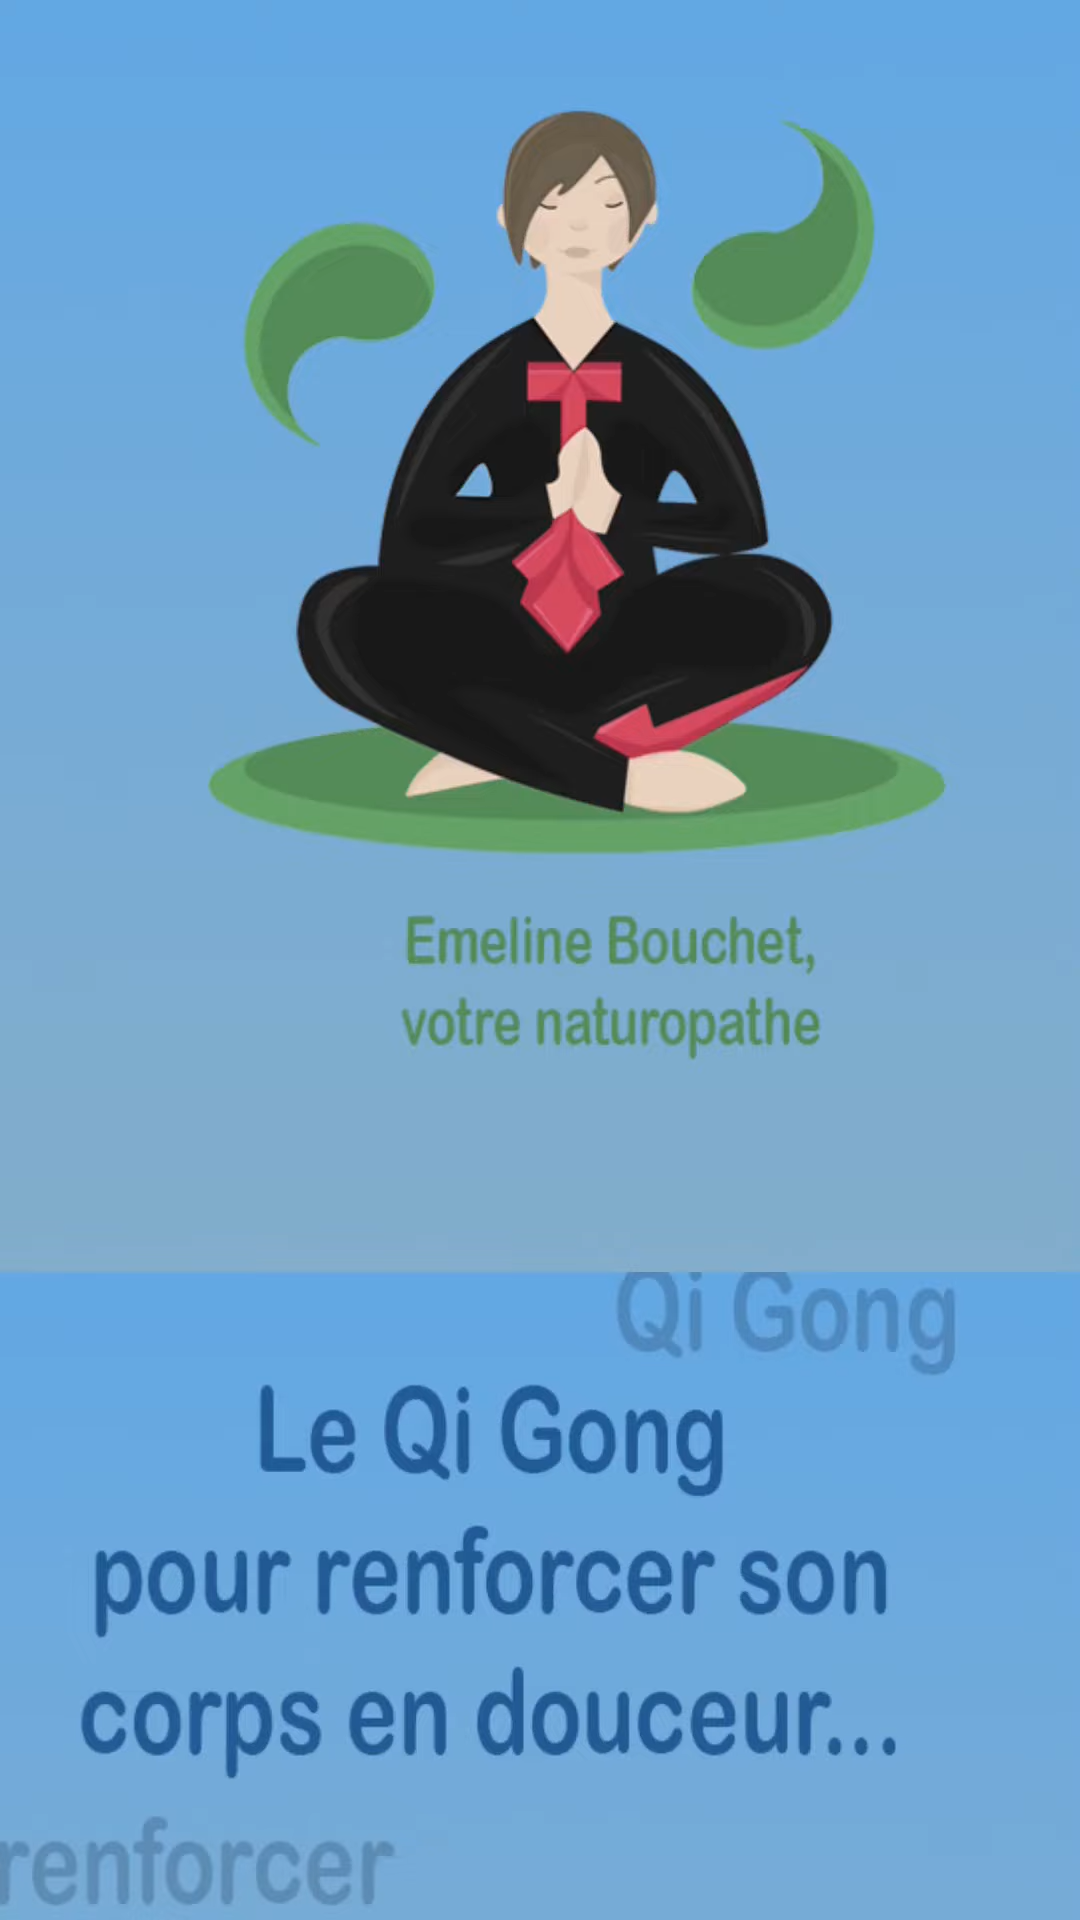 Emeline Bouchet,
votre naturopathe
Qi Gong
Le Qi Gong
pour renforcer son
corps en douceur...
renforcer